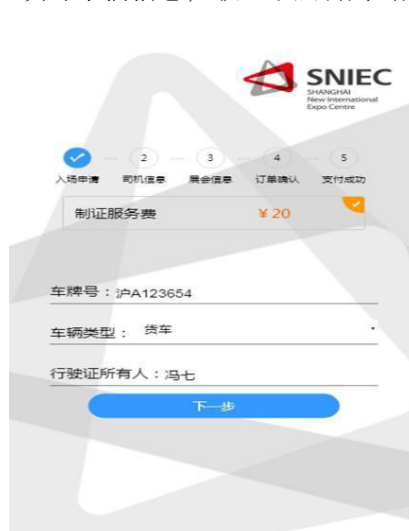 SNIEC
SHANGHAI
New International
Expo Centre
2 3 4 5
入场申请 司机信息 展会信息 订单确认 支付成功
制证服务费 ¥20
车牌号：沪A123654
车辆类型： 货车
行驶证所有人：冯七
下一步